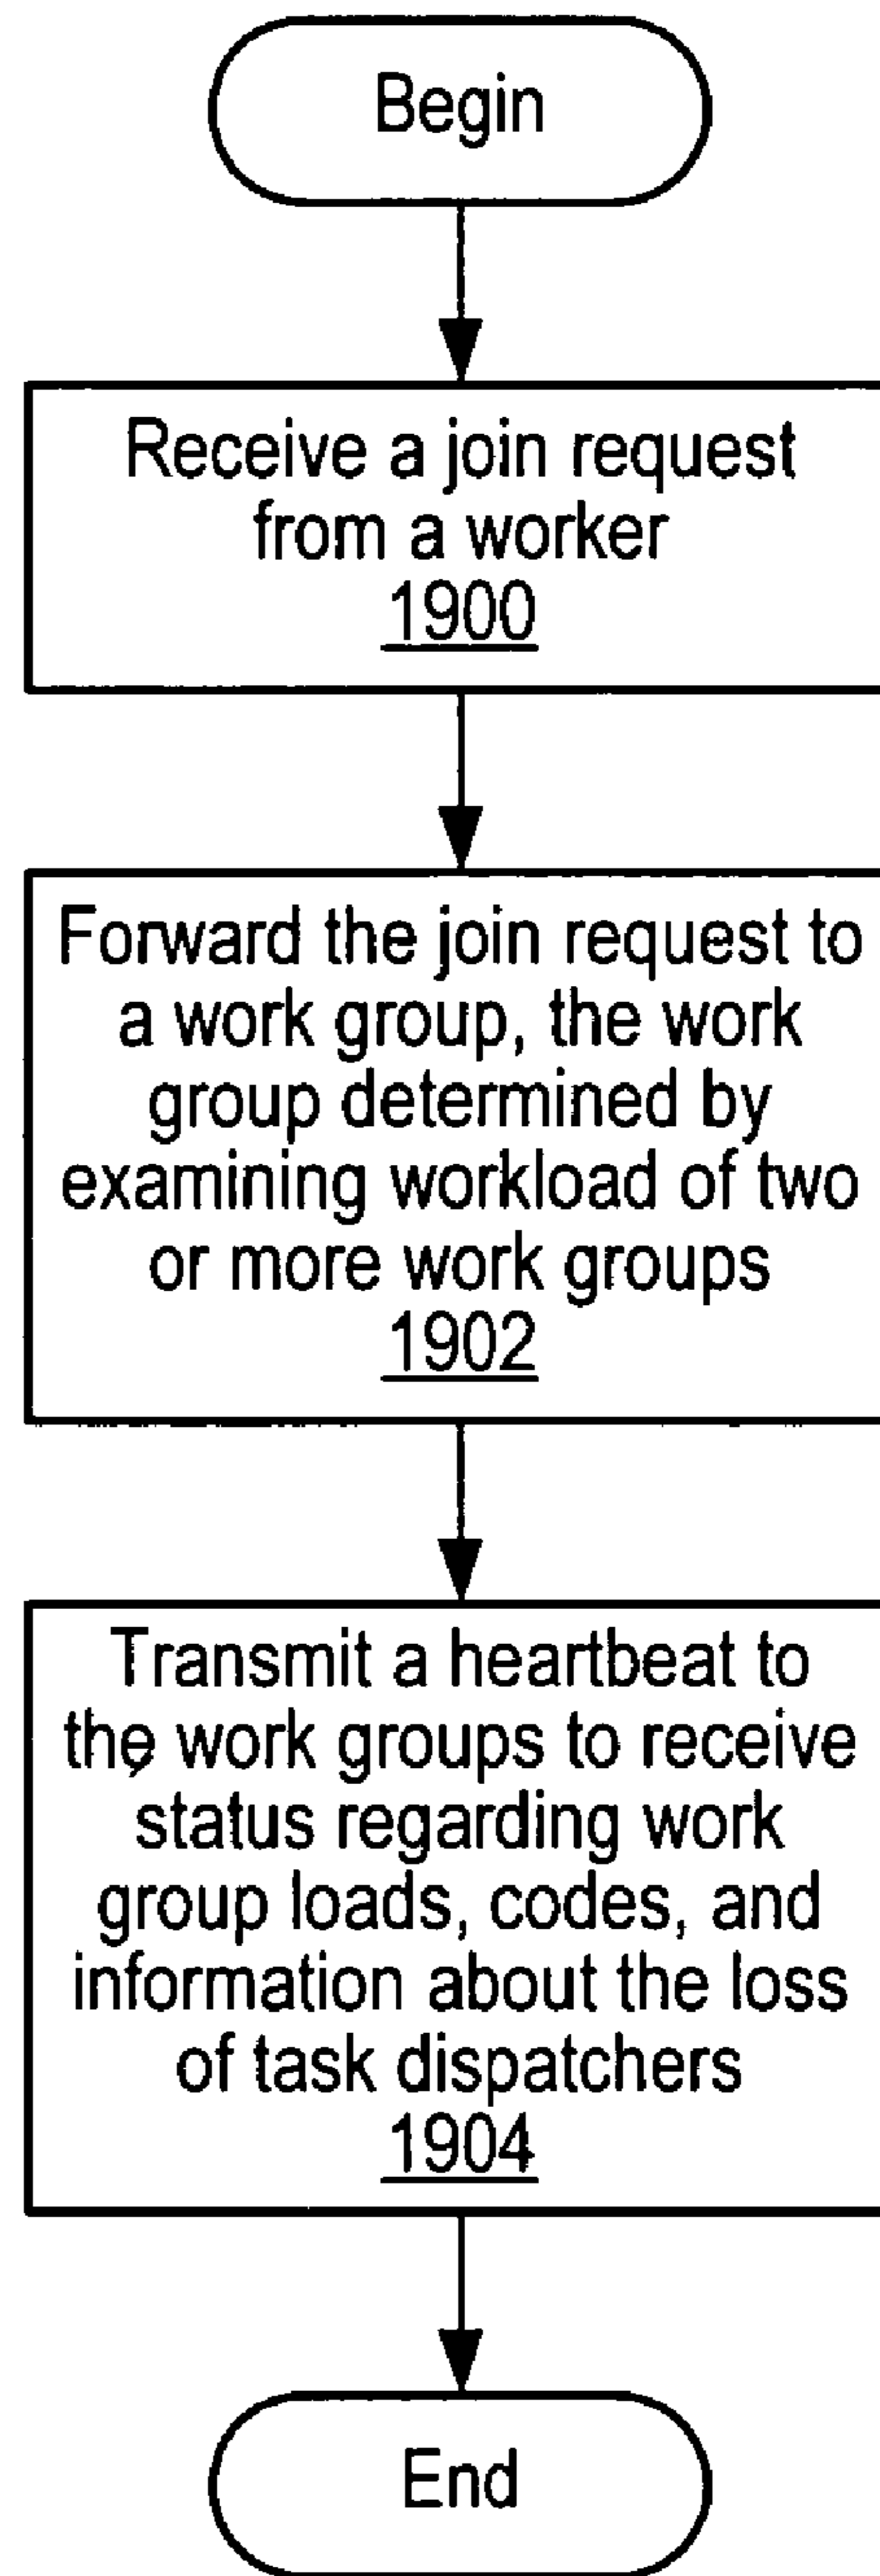 Begin
Receive a join request
from a worker
1900
Forward the join request to
a work group, the work
group determined by
examining workload of two
or more work groups
1902
Transmit a heartbeat to
the work groups to receive
status regarding work
group loads, codes, and
information about the loss
of task dispatchers
1904
End